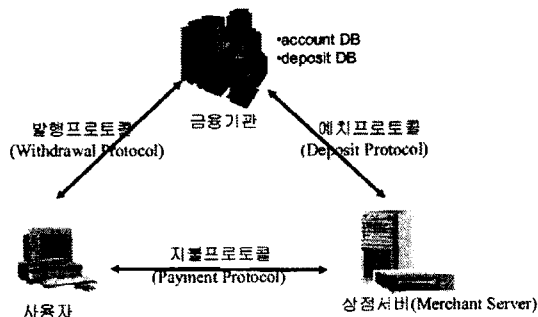 •account DB
•deposit DB
금융기관
발행프로토콜
(Withdrawal Protocol)
예치프로토콜
(Deposit Protocol)
지불프로토콜
(Payment Protocol)
사용자
상점서버(Merchant Server)